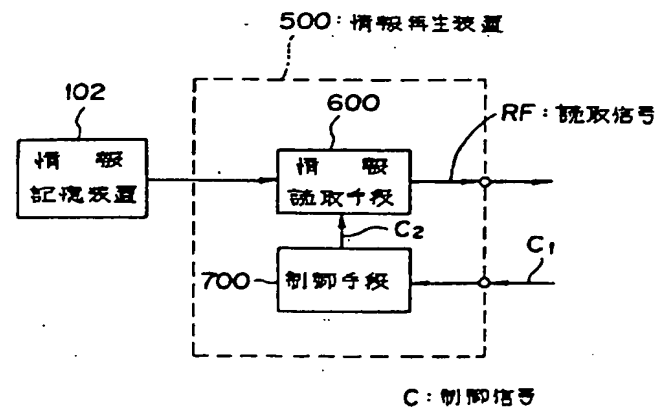 500:情報再生装置
102
600
RF:読取信号
情報
記憶装置
情報
読取手段
C₂
C₁
700
制御手段
C:制御信号